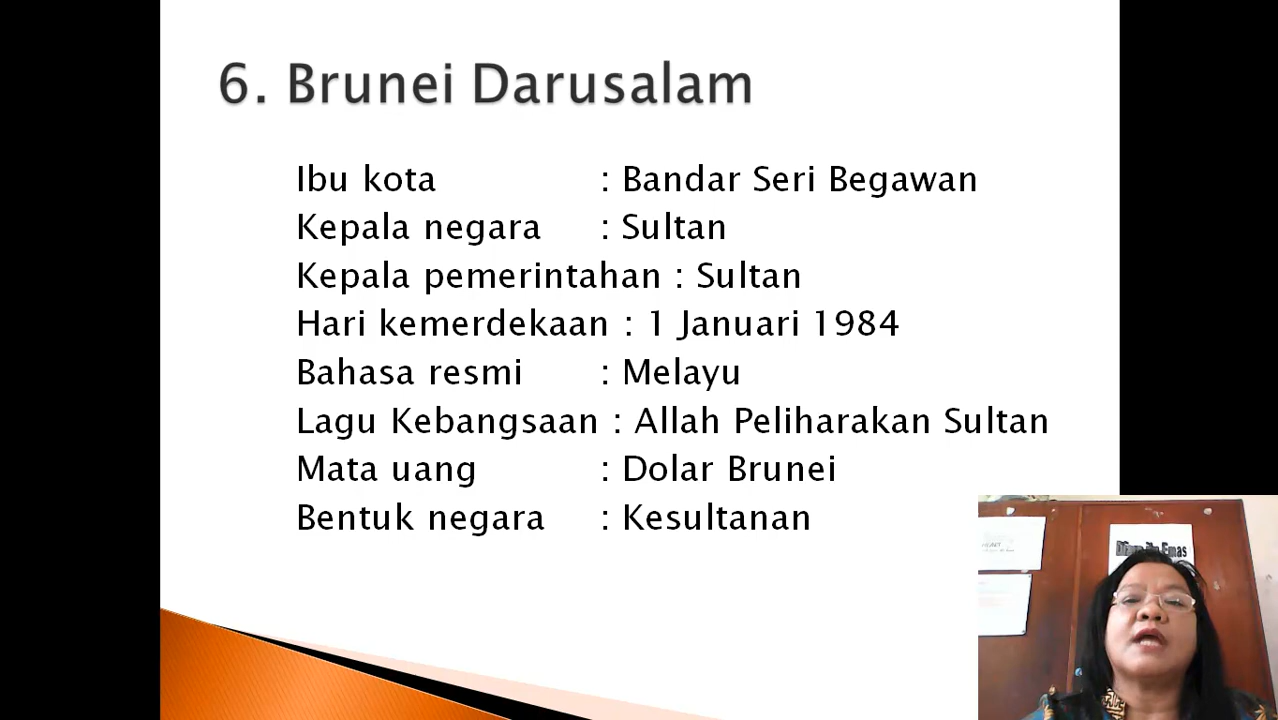 6. Brunei Darusalam
Ibu kota : Bandar Seri Begawan
Kepala negara : Sultan
Kepala pemerintahan : Sultan
Hari kemerdekaan : 1 Januari 1984
Bahasa resmi : Melayu
Lagu Kebangsaan : Allah Peliharakan Sultan
Mata uang : Dolar Brunei
Bentuk negara : Kesultanan
Emas